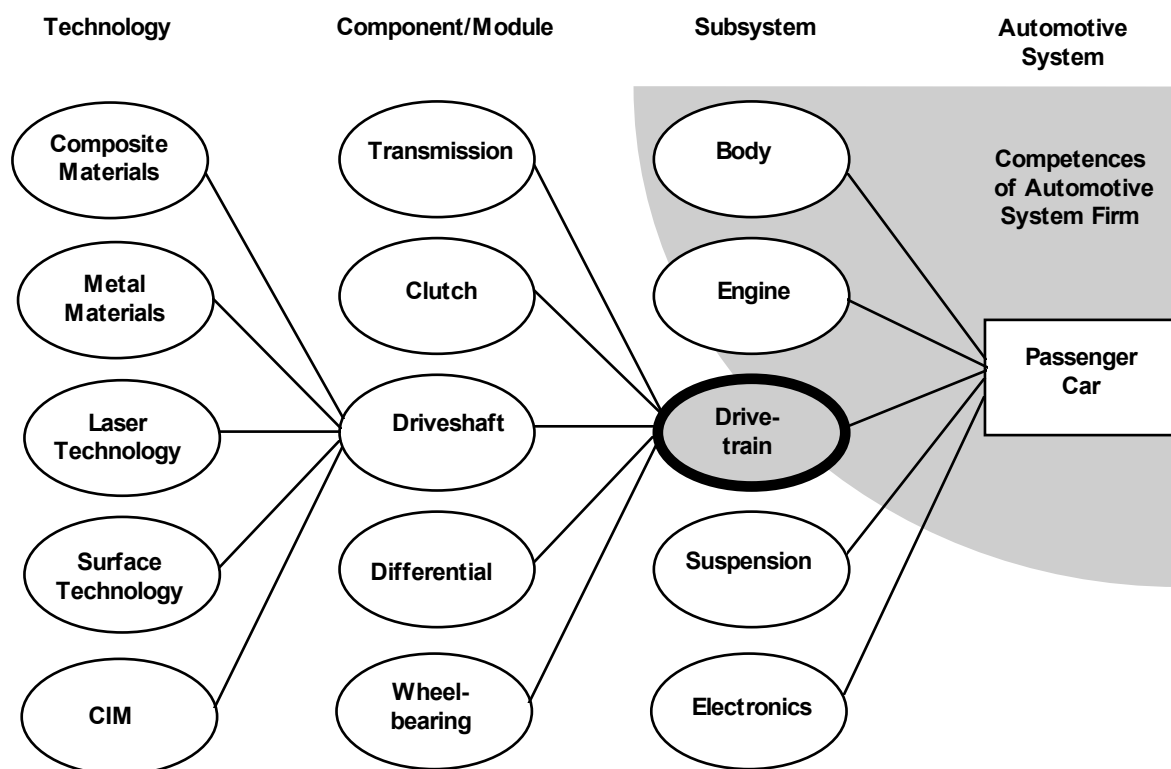 Technology
Component/Module
Subsystem
Automotive
System
Composite
Materials
Transmission
Body
Competences
of Automotive
System Firm
Metal
Materials
Clutch
Engine
Passenger
Car
Laser
Technology
Driveshaft
Drive-
train
Surface
Technology
Differential
Suspension
CIM
Wheel-
bearing
Electronics